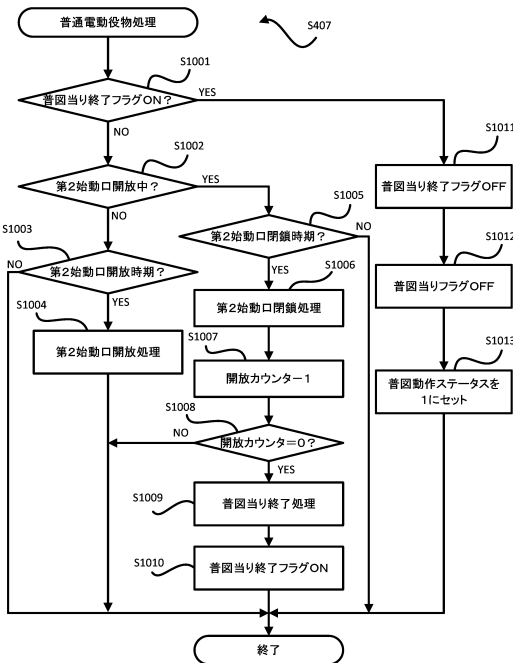 普通電動役物処理
S407
S1001
普図当り終了フラグON？
YES
NO
S1002
第2始動口開放中？
YES
NO
S1003
第2始動口開放時期？
NO
YES
S1004
第2始動口開放処理
S1005
第2始動口閉鎖時期？
NO
YES
S1006
第2始動口閉鎖処理
S1007
開放カウンター1
S1008
開放カウンタ=0？
NO
YES
S1009
普図当り終了処理
S1010
普図当り終了フラグON
S1011
普図当り終了フラグOFF
S1012
普図当りフラグOFF
S1013
普図動作ステータスを
1にセット
終了